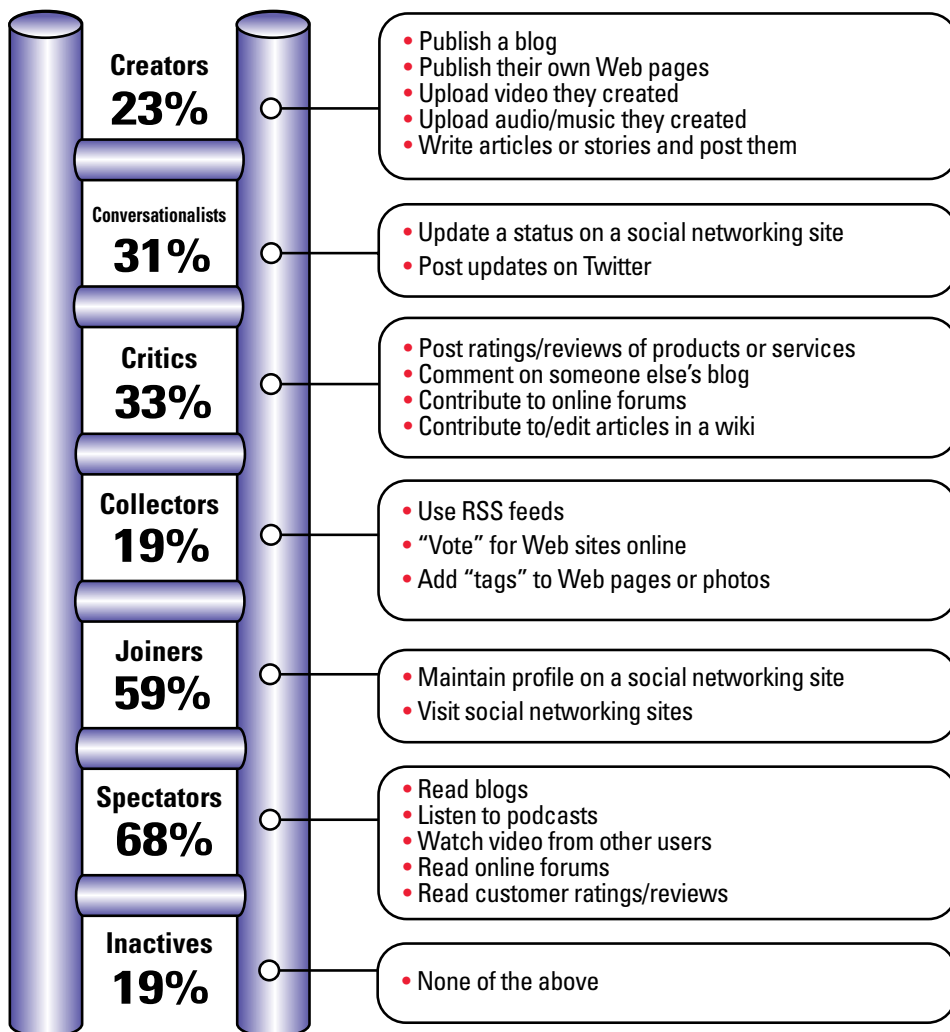 Creators
23%
• Publish a blog
• Publish their own Web pages
• Upload video they created
• Upload audio/music they created
• Write articles or stories and post them
Conversationalists
31%
• Update a status on a social networking site
• Post updates on Twitter
Critics
33%
• Post ratings/reviews of products or services
• Comment on someone else’s blog
• Contribute to online forums
• Contribute to/edit articles in a wiki
Collectors
19%
• Use RSS feeds
• “Vote” for Web sites online
• Add “tags” to Web pages or photos
Joiners
59%
• Maintain profile on a social networking site
• Visit social networking sites
Spectators
68%
• Read blogs
• Listen to podcasts
• Watch video from other users
• Read online forums
• Read customer ratings/reviews
Inactives
19%
• None of the above